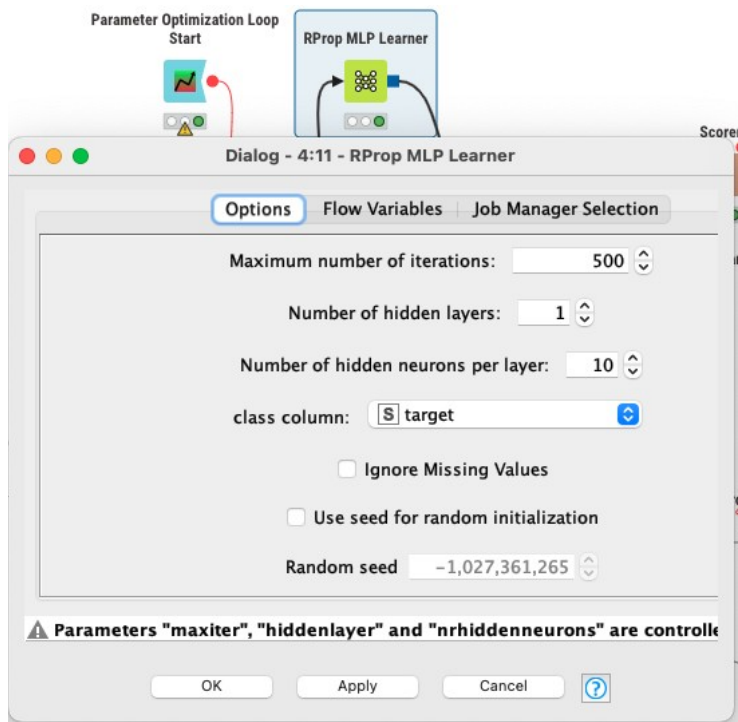 Parameter Optimization Loop
Start
RProp MLP Learner
Dialog - 4:11 - RProp MLP Learner
Options Flow Variables Job Manager Selection
Maximum number of iterations: 500
Number of hidden layers: 1
Number of hidden neurons per layer: 10
class column: S target
Ignore Missing Values
Use seed for random initialization
Random seed -1,027,361,265
Parameters "maxiter", "hiddenlayer" and "nrhiddenneurons" are controlle
OK Apply Cancel ?